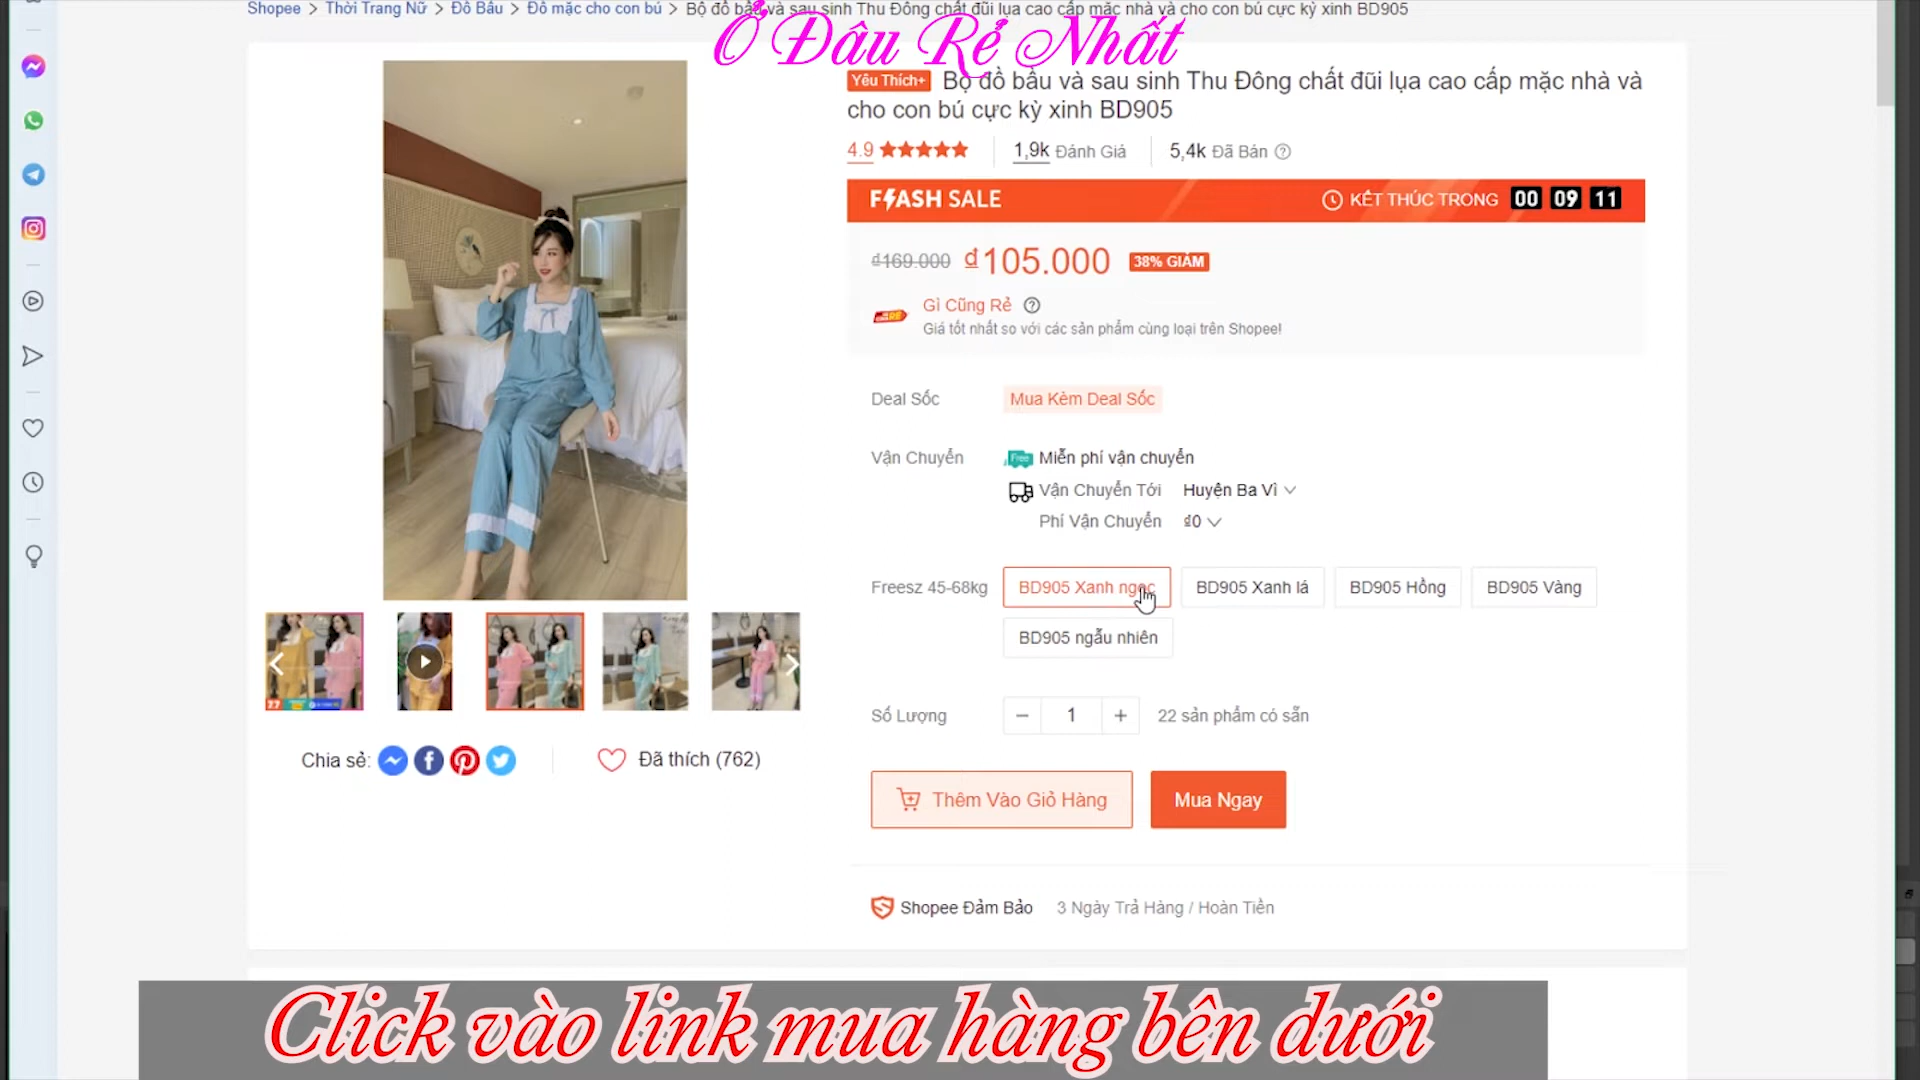 Shopee > Thời Trang Nữ > Đồ Bầu > Đồ mặc cho con bú > Bộ đồ bầu và sau sinh Thu Đông chất đũi lụa cao cấp mặc nhà và cho con bú cực kỳ xinh BD905
Ở Đâu Rẻ Nhất
Yêu Thích+ Bộ đồ bầu và sau sinh Thu Đông chất đũi lụa cao cấp mặc nhà và
cho con bú cực kỳ xinh BD905
4.9 1,9k Đánh Giá 5,4k Đã Bán
FLASH SALE KẾT THÚC TRONG 00 09 11
₫169.000 ₫105.000 38% GIẢM
Gì Cũng Rẻ
Giá tốt nhất so với các sản phẩm cùng loại trên Shopee!
Deal Sốc Mua Kèm Deal Sốc
Vận Chuyển Free Miễn phí vận chuyển
Vận Chuyển Tới Huyện Ba Vì
Phí Vận Chuyển ₫0
Freesz 45-68kg BD905 Xanh ngọc BD905 Xanh lá BD905 Hồng BD905 Vàng
BD905 ngẫu nhiên
Số Lượng 1 22 sản phẩm có sẵn
Chia sẻ: Đã thích (762)
Thêm Vào Giỏ Hàng Mua Ngay
Shopee Đảm Bảo 3 Ngày Trả Hàng / Hoàn Tiền
Click vào link mua hàng bên dưới